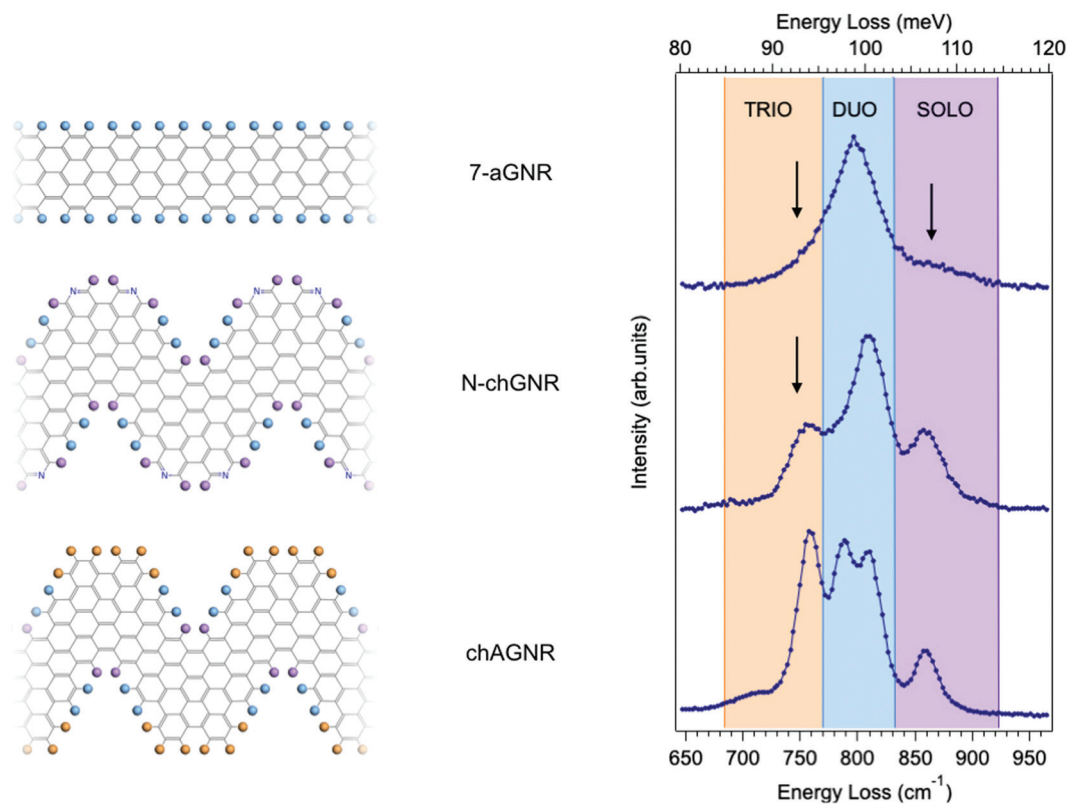 Energy Loss (meV)
80 90 100 110 120
TRIO DUO SOLO
7-aGNR
N N N N
N-chGNR
N N N N
chAGNR
Intensity (arb.units)
650 700 750 800 850 900 950
Energy Loss (cm⁻¹)